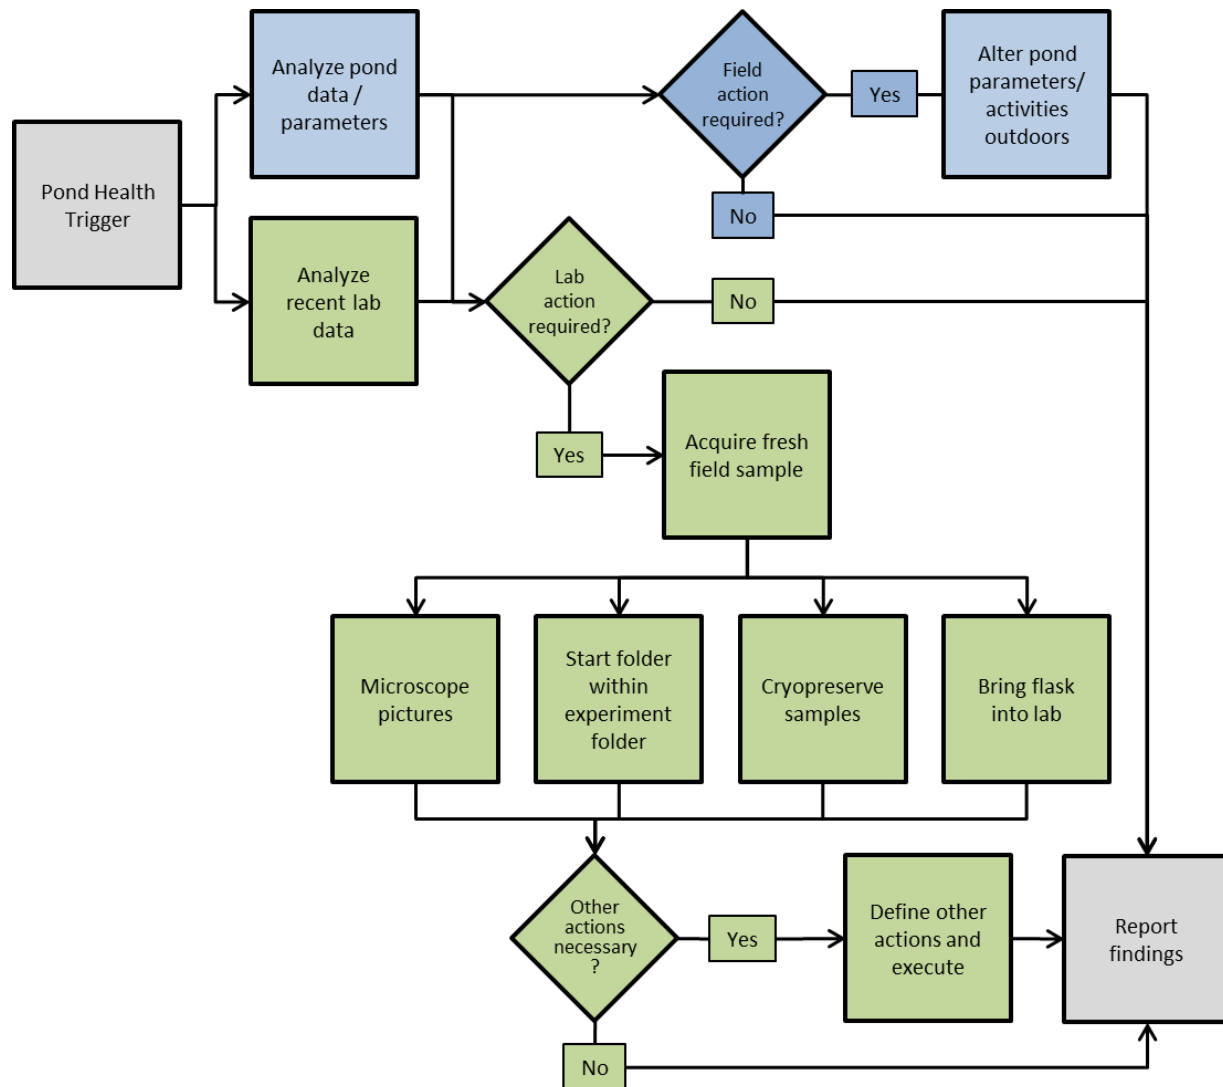 Analyze pond
data /
parameters
Field
action
required?
Yes
Alter pond
parameters/
activities
outdoors
Pond Health
Trigger
No
Analyze
recent lab
data
Lab
action
required?
No
Yes
Acquire fresh
field sample
Microscope
pictures
Start folder
within
experiment
folder
Cryopreserve
samples
Bring flask
into lab
Other
actions
necessary
?
Yes
Define other
actions and
execute
Report
findings
No